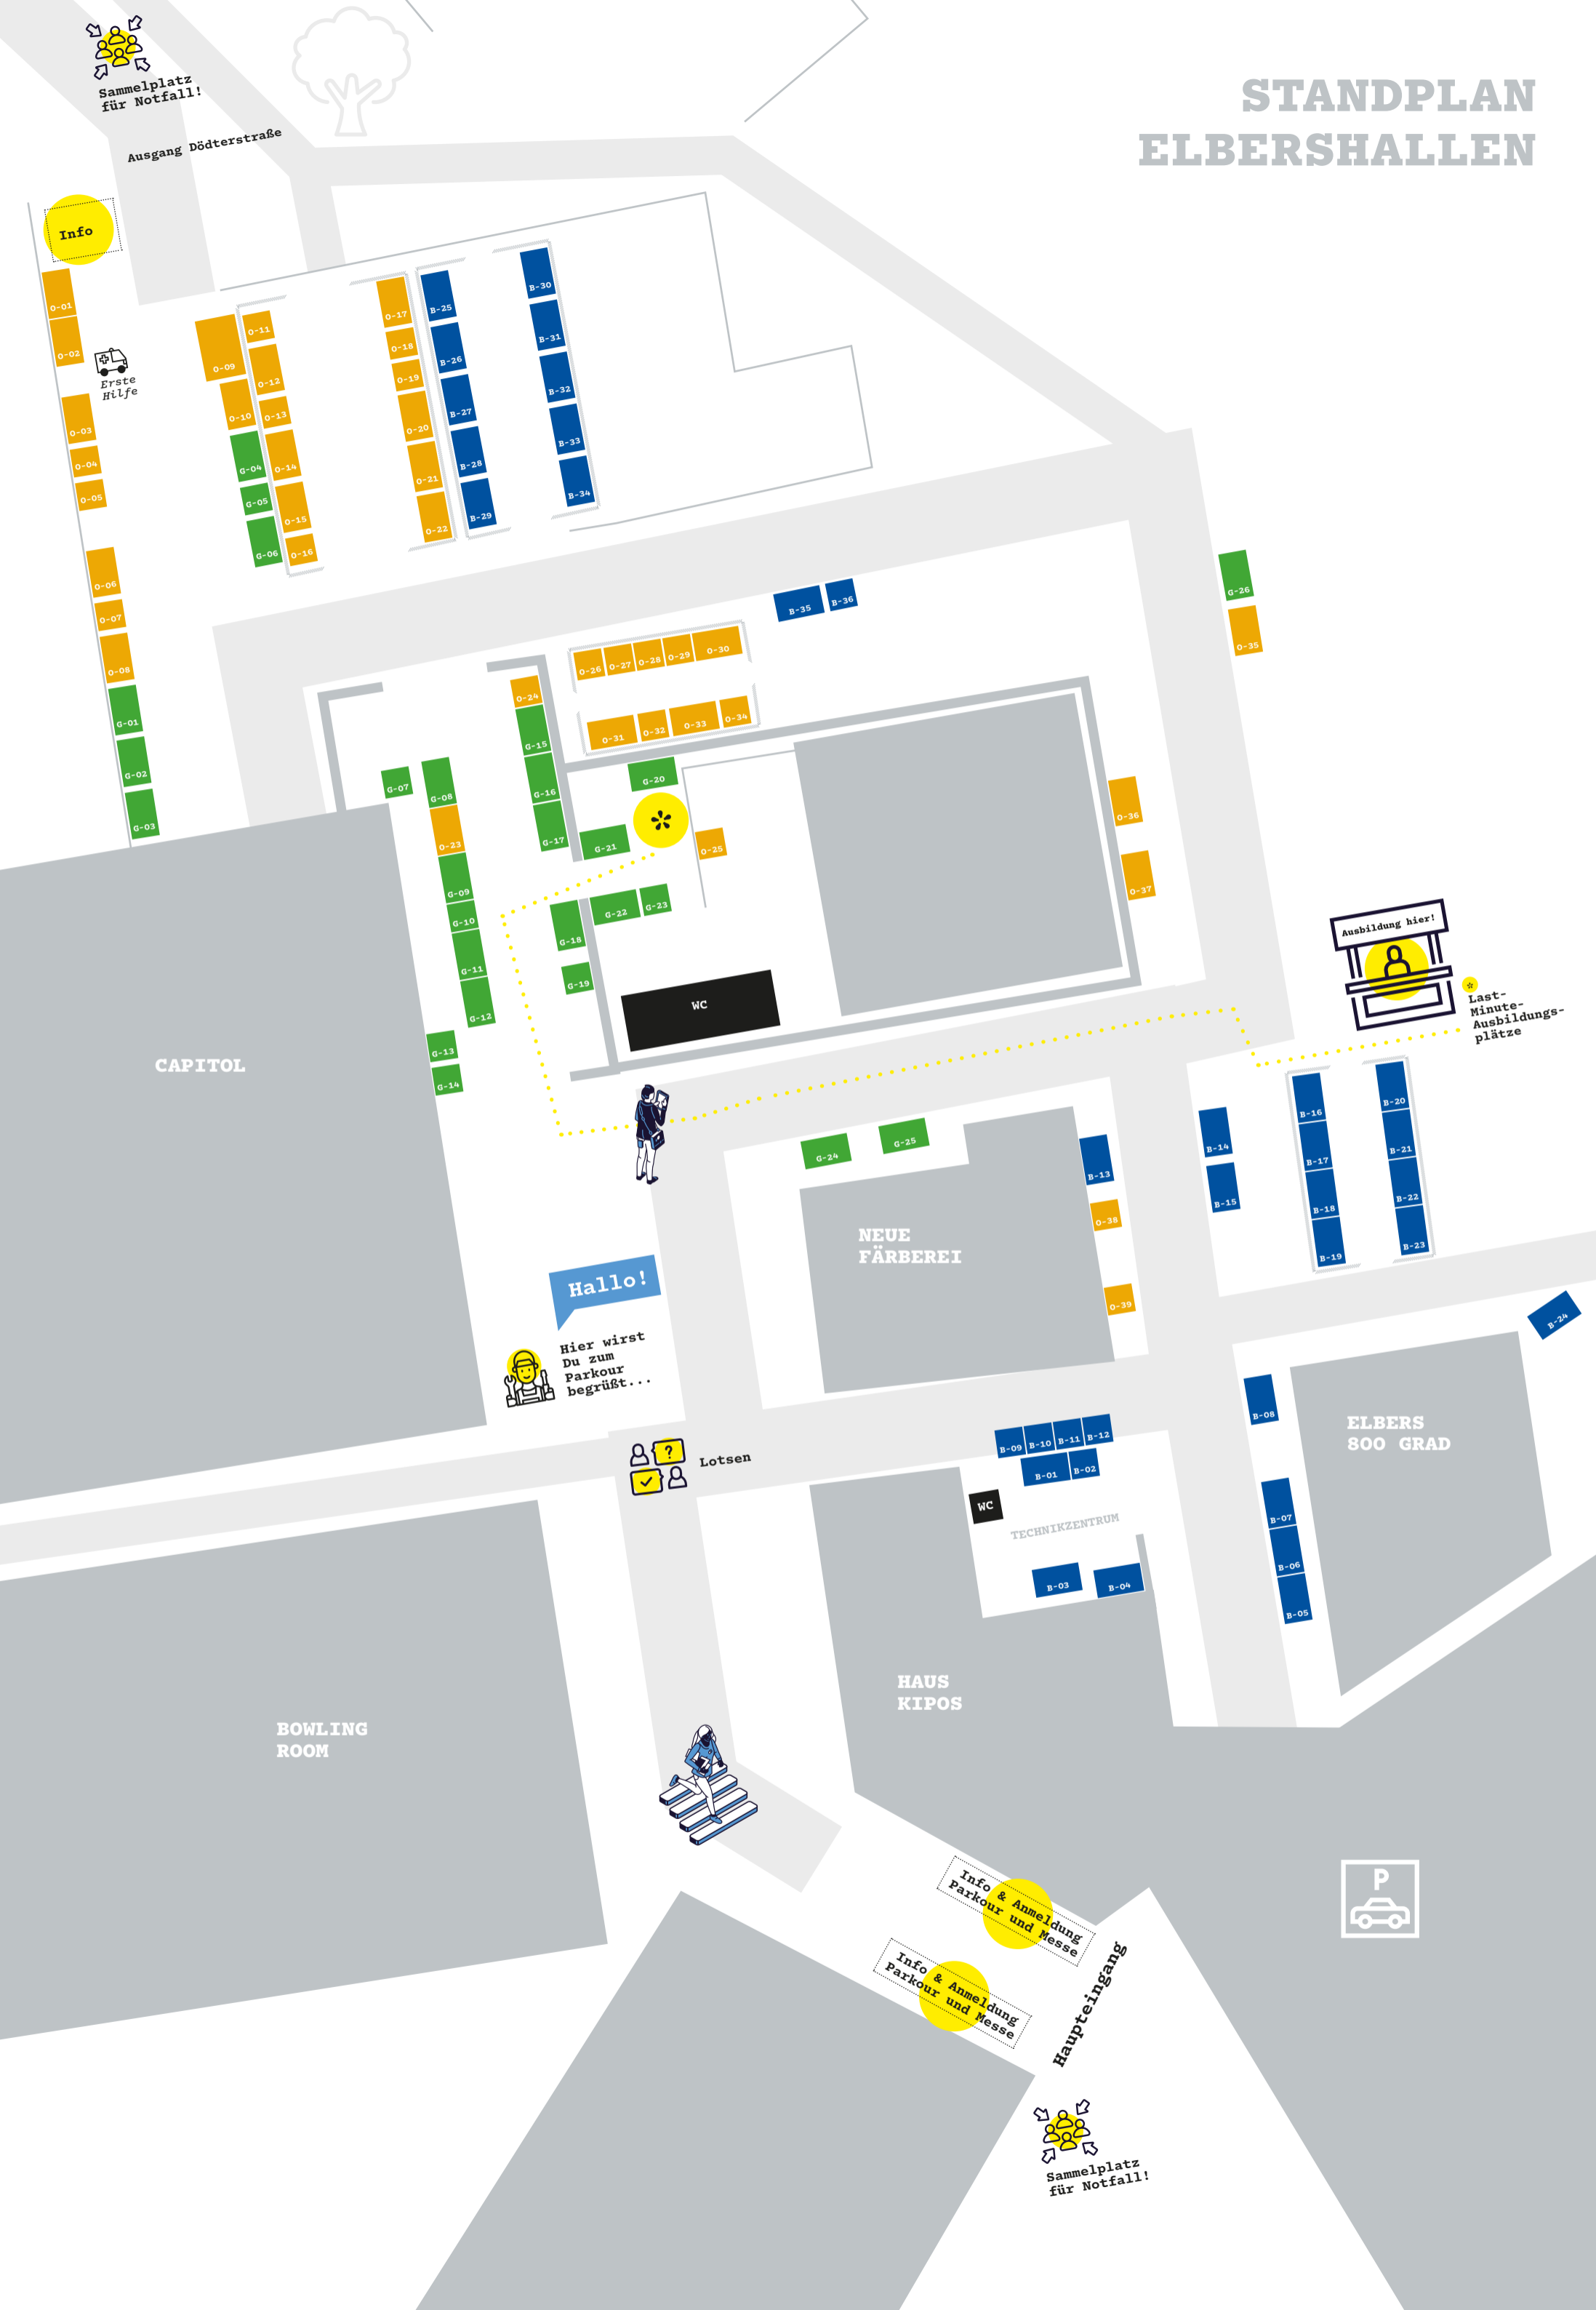 STANDPLAN
ELBERSHALLEN
Sammelplatz
für Notfall!
Ausgang Dödterstraße
Info
O-01
O-02
Erste
Hilfe
O-03
O-04
O-05
O-06
O-07
O-08
G-01
G-02
G-03
O-09
O-10
G-04
G-05
G-06
O-11
O-12
O-13
O-14
O-15
O-16
O-17
O-18
O-19
O-20
O-21
O-22
B-25
B-26
B-27
B-28
B-29
B-30
B-31
B-32
B-33
B-34
B-35
B-36
G-26
O-35
O-26
O-27
O-28
O-29
O-30
O-31
O-32
O-33
O-34
O-24
G-15
G-16
G-17
G-07
G-08
O-23
G-09
G-10
G-11
G-12
G-13
G-14
G-20
G-21
O-25
G-22
G-23
G-18
G-19
WC
O-36
O-37
CAPITOL
Ausbildung hier!
Last-
Minute-
Ausbildungs-
plätze
G-24
G-25
NEUE
FÄRBEREI
B-13
O-38
O-39
B-14
B-15
B-16
B-17
B-18
B-19
B-20
B-21
B-22
B-23
B-24
Hallo!
Hier wirst
Du zum
Parkour
begrüßt...
?
Lotsen
B-09
B-10
B-11
B-12
B-01
B-02
WC
TECHNIKZENTRUM
B-03
B-04
B-08
B-07
B-06
B-05
ELBERS
800 GRAD
HAUS
KIPOS
BOWLING
ROOM
P
Info & Anmeldung
Parkour und Messe
Info & Anmeldung
Parkour und Messe
Haupteingang
Sammelplatz
für Notfall!